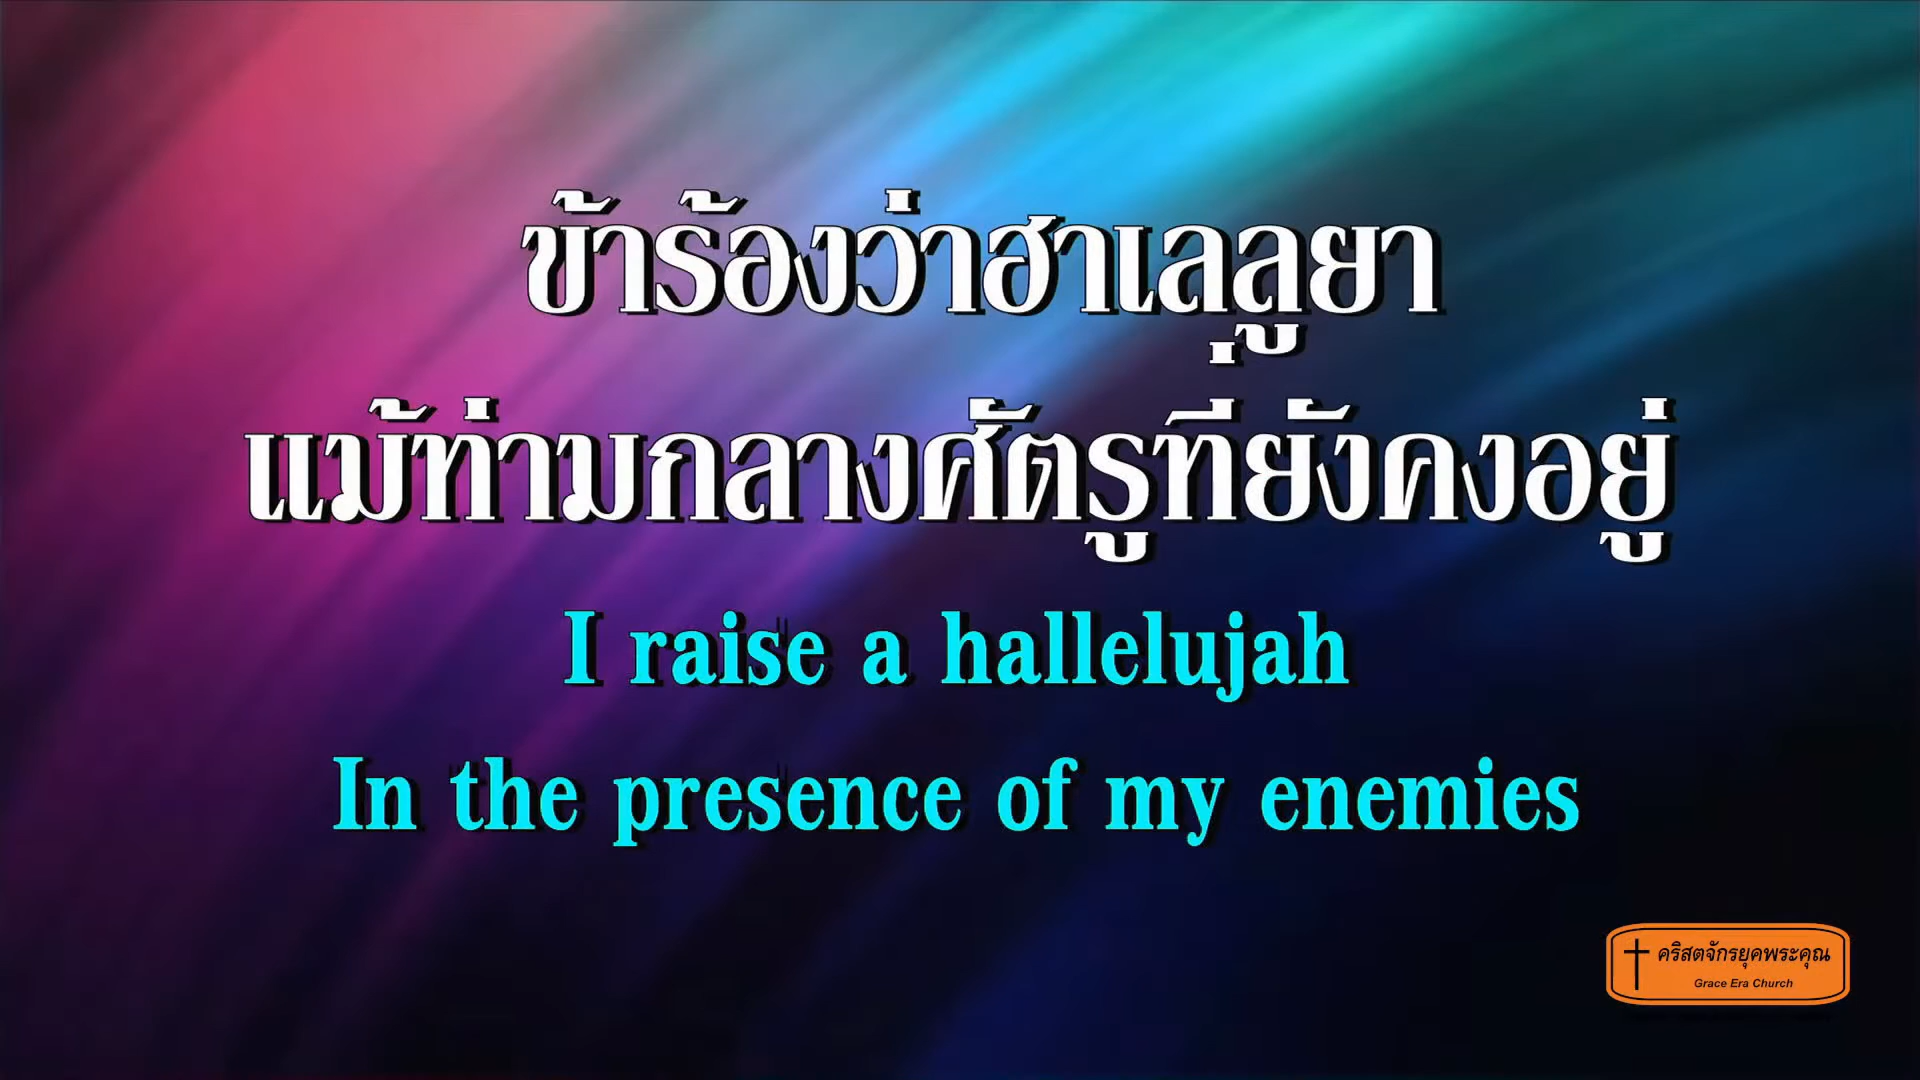 ข้าร้องว่าฮาเลฺลูยา
แม้ท่ามกลางศัตรูที่ยังคงอยู่
I raise a hallelujah
In the presence of my enemies
คริสตจักรยุคพระคุณ
Grace Era Church